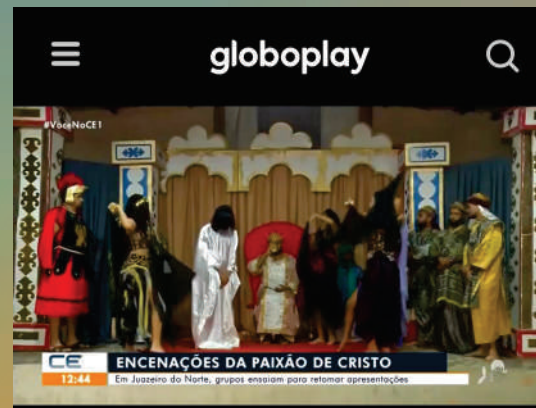 globoplay
#VoceNoCE1
CE
ENCENAÇÕES DA PAIXÃO DE CRISTO
12:44
Em Juazeiro do Norte, grupos ensaiam para retomar apresentações